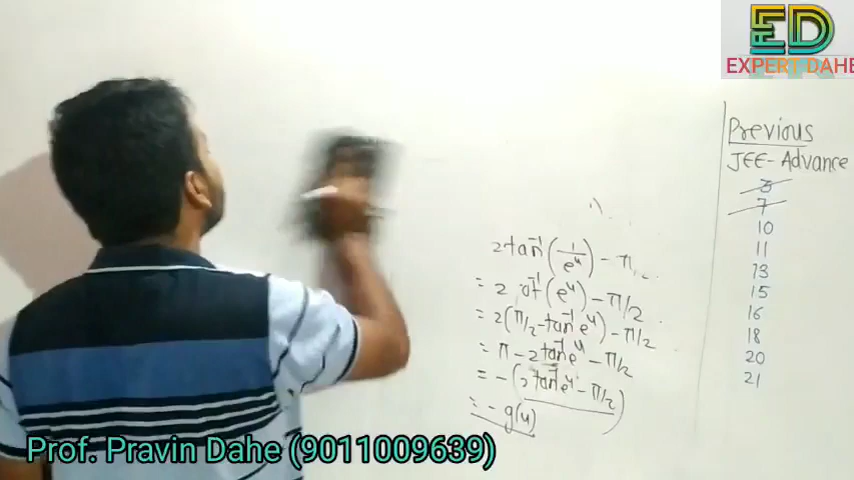 ED
EXPERT DAHE
Previous
JEE-Advance
8
7
10
11
13
15
16
18
20
21
2tan⁻¹(1/eᵘ) - π
= 2 ot⁻¹(eᵘ) - π/2
= 2(π/2 - tan⁻¹eᵘ) - π/2
= π - 2tan⁻¹eᵘ - π/2
= -(2tan⁻¹eᵘ - π/2)
= -g(u)
Prof. Pravin Dahe (9011009639)